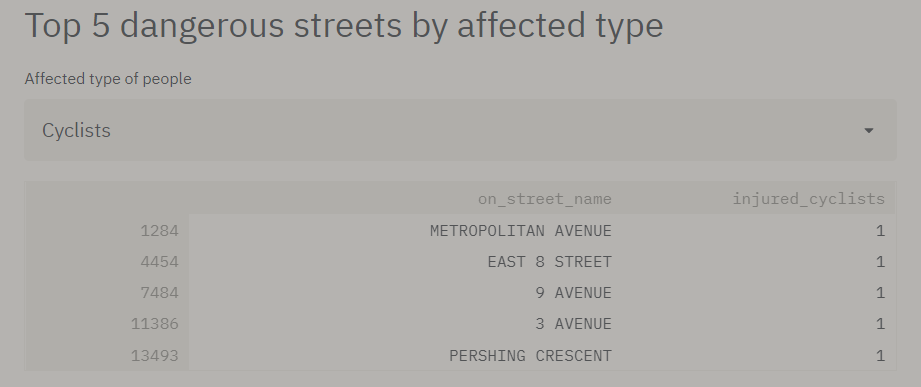 Top 5 dangerous streets by affected type
Affected type of people
Cyclists
on_street_name injured_cyclists
1284 METROPOLITAN AVENUE 1
4454 EAST 8 STREET 1
7484 9 AVENUE 1
11386 3 AVENUE 1
13493 PERSHING CRESCENT 1